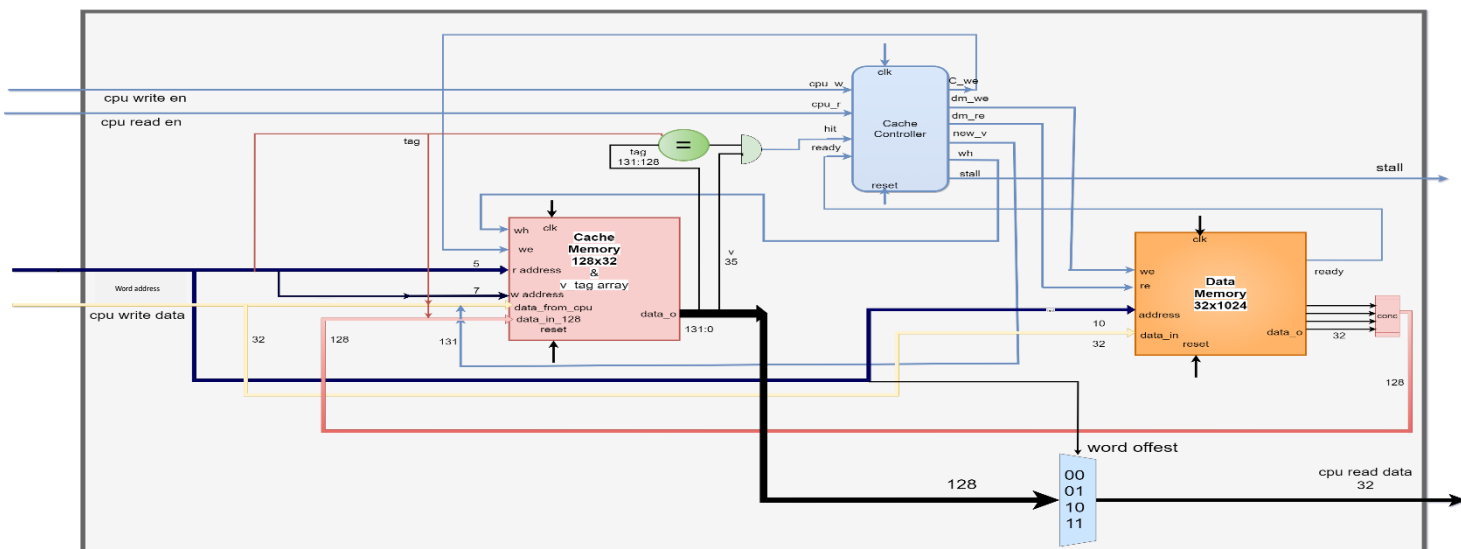 clk
C_we
cpu_w
dm_we
cpu write en
cpu_r
dm_re
cpu read en
Cache
Controller
hit
new_v
tag
=
tag
131:128
ready
wh
stall
stall
reset
wh
clk
we
Cache
Memory
128x32
&
v_tag array
r address
w address
data_from_cpu
data_in_128
reset
data_o
5
7
v
35
131:0
Word address
cpu write data
32
128
131
clk
we
re
Data
Memory
32x1024
address
data_in
reset
data_o
ready
10
32
32
conc
128
word offest
128
00
01
10
11
cpu read data
32